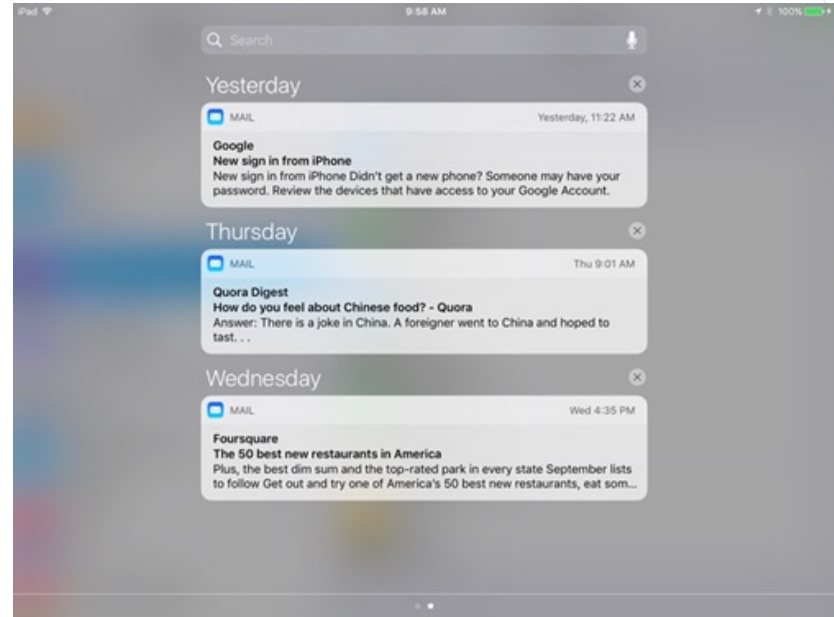 iPad 9:58 AM 100%
Search
Yesterday
MAIL Yesterday, 11:22 AM
Google
New sign in from iPhone
New sign in from iPhone Didn't get a new phone? Someone may have your
password. Review the devices that have access to your Google Account.
Thursday
MAIL Thu 9:01 AM
Quora Digest
How do you feel about Chinese food? - Quora
Answer: There is a joke in China. A foreigner went to China and hoped to
tast. . .
Wednesday
MAIL Wed 4:35 PM
Foursquare
The 50 best new restaurants in America
Plus, the best dim sum and the top-rated park in every state September lists
to follow Get out and try one of America's 50 best new restaurants, eat som...